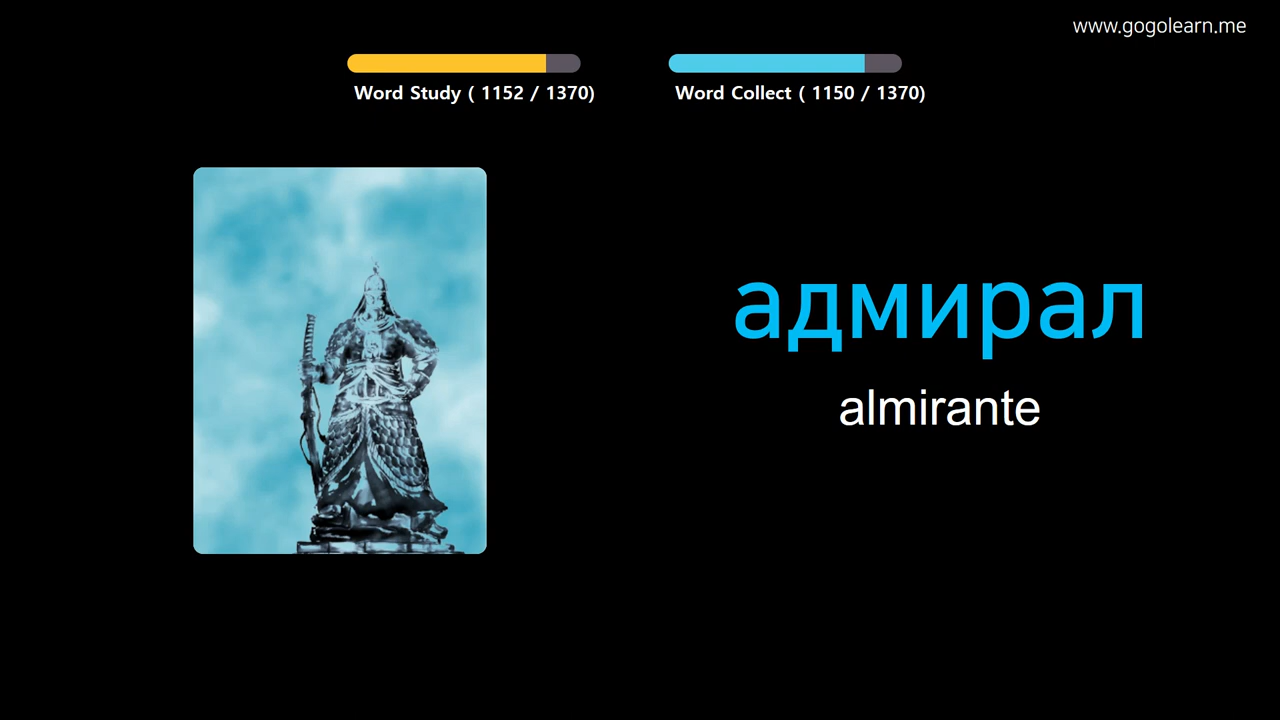 www.gogolearn.me
Word Study ( 1152 / 1370)
Word Collect ( 1150 / 1370)
адмирал
almirante